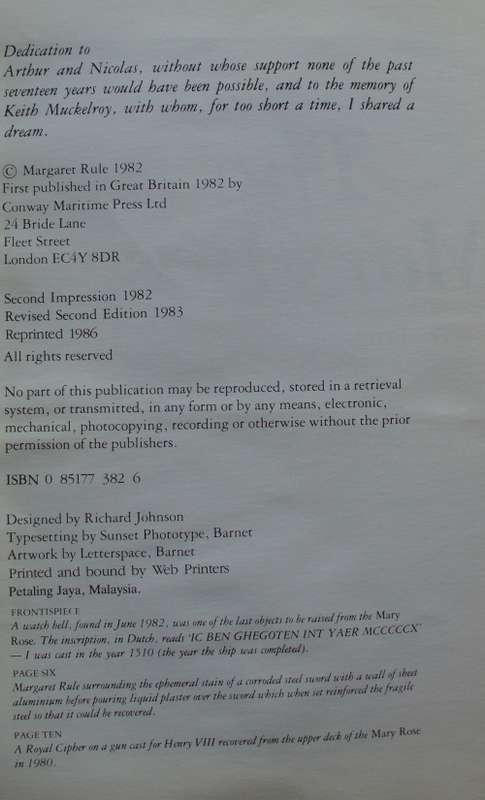 Dedication to
Arthur and Nicolas, without whose support none of the past
seventeen years would have been possible, and to the memory of
Keith Muckelroy, with whom, for too short a time, I shared a
dream.
© Margaret Rule 1982
First published in Great Britain 1982 by
Conway Maritime Press Ltd
24 Bride Lane
Fleet Street
London EC4Y 8DR
Second Impression 1982
Revised Second Edition 1983
Reprinted 1986
All rights reserved
No part of this publication may be reproduced, stored in a retrieval
system, or transmitted, in any form or by any means, electronic,
mechanical, photocopying, recording or otherwise without the prior
permission of the publishers.
ISBN 0 85177 382 6
Designed by Richard Johnson
Typesetting by Sunset Phototype, Barnet
Artwork by Letterspace, Barnet
Printed and bound by Web Printers
Petaling Jaya, Malaysia.
FRONTISPIECE
A watch bell, found in June 1982, was one of the last objects to be raised from the Mary
Rose. The inscription, in Dutch, reads 'IC BEN GHEGOTEN INT YAER MCCCCCX'
— I was cast in the year 1510 (the year the ship was completed).
PAGE SIX
Margaret Rule surrounding the ephemeral stain of a corroded steel sword with a wall of sheet
aluminium before pouring liquid plaster over the sword which when set reinforced the fragile
steel so that it could be recovered.
PAGE TEN
A Royal Cipher on a gun cast for Henry VIII recovered from the upper deck of the Mary Rose
in 1980.